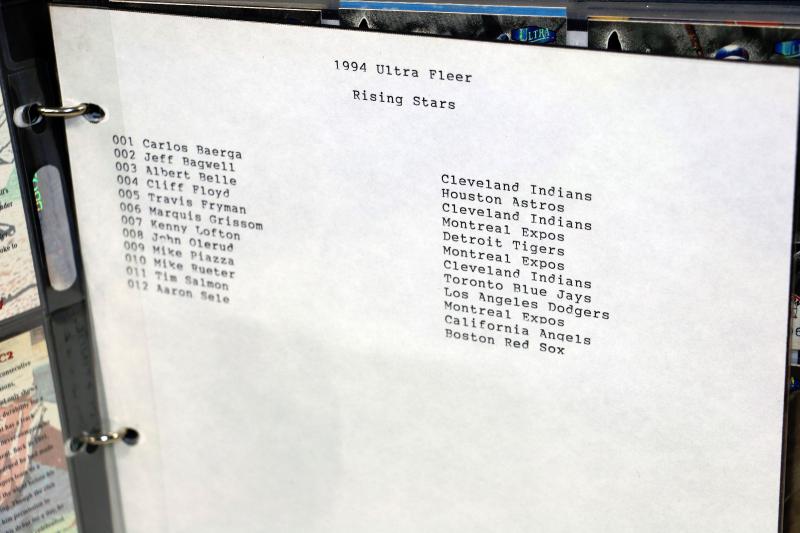 ULTRA
1994 Ultra Fleer
Rising Stars
001 Carlos Baerga Cleveland Indians
002 Jeff Bagwell Houston Astros
003 Albert Belle Cleveland Indians
004 Cliff Floyd Montreal Expos
005 Travis Fryman Detroit Tigers
006 Marquis Grissom Montreal Expos
007 Kenny Lofton Cleveland Indians
008 John Olerud Toronto Blue Jays
009 Mike Piazza Los Angeles Dodgers
010 Mike Rueter Montreal Expos
011 Tim Salmon California Angels
012 Aaron Sele Boston Red Sox